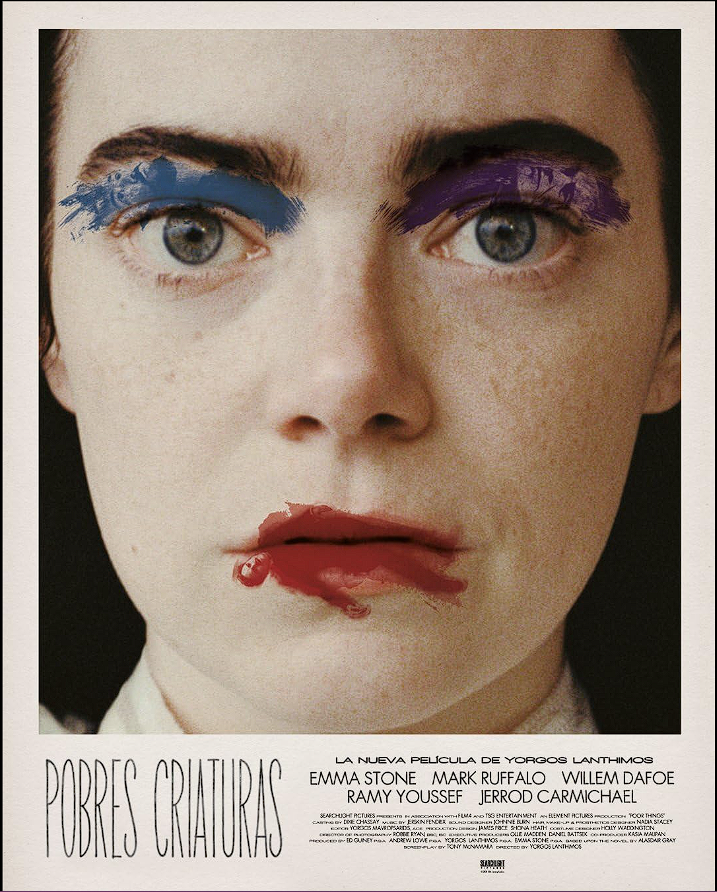 POBRES CRIATURAS
LA NUEVA PELÍCULA DE YORGOS LANTHIMOS
EMMA STONE MARK RUFFALO WILLEM DAFOE
RAMY YOUSSEF JERROD CARMICHAEL
SEARCHLIGHT PICTURES PRESENTS IN ASSOCIATION WITH FILM4 AND TSG ENTERTAINMENT AN ELEMENT PICTURES PRODUCTION "POOR THINGS"
CASTING BY DIXIE CHASSAY MUSIC BY JERSKIN FENDRIX SOUND DESIGNER JOHNNIE BURN HAIR, MAKE-UP & PROSTHETICS DESIGNER NADIA STACEY
EDITOR YORGOS MAVROPSARIDIS, ACE PRODUCTION DESIGN JAMES PRICE SHONA HEATH COSTUME DESIGNER HOLLY WADDINGTON
DIRECTOR OF PHOTOGRAPHY ROBBIE RYAN, BSC, ISC EXECUTIVE PRODUCERS OLLIE MADDEN, DANIEL BATTSEK CO-PRODUCER KASIA MALIPAN
PRODUCED BY ED GUINEY P.G.A. ANDREW LOWE P.G.A. YORGOS LANTHIMOS P.G.A. EMMA STONE P.G.A. BASED UPON THE NOVEL BY ALASDAIR GRAY
SCREENPLAY BY TONY McNAMARA DIRECTED BY YORGOS LANTHIMOS
SEARCHLIGHT
PICTURES